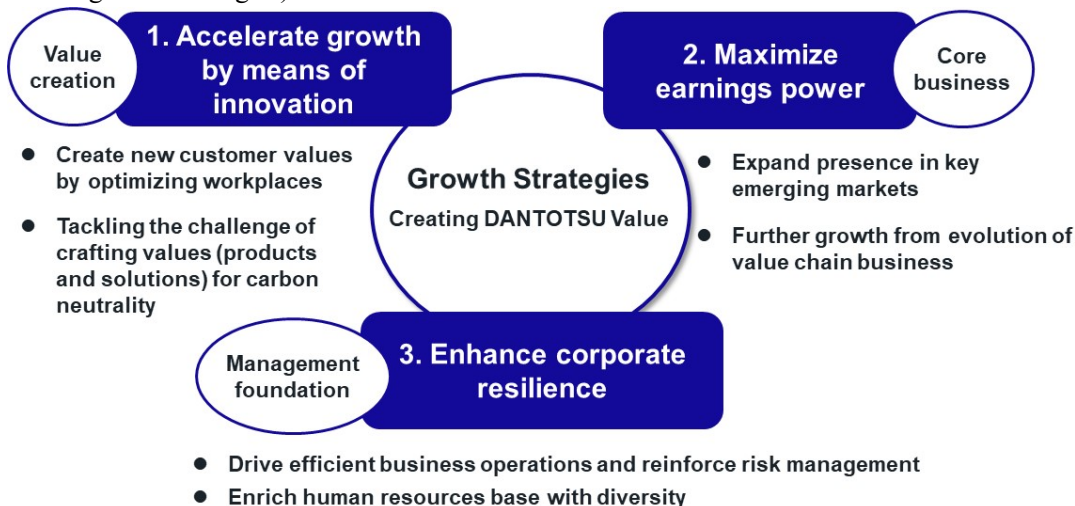 Value
creation
1. Accelerate growth
by means of
innovation
2. Maximize
earnings power
Core
business
● Create new customer values
by optimizing workplaces
● Tackling the challenge of
crafting values (products
and solutions) for carbon
neutrality
Growth Strategies
Creating DANTOTSU Value
● Expand presence in key
emerging markets
● Further growth from evolution of
value chain business
Management
foundation
3. Enhance corporate
resilience
● Drive efficient business operations and reinforce risk management
● Enrich human resources base with diversity